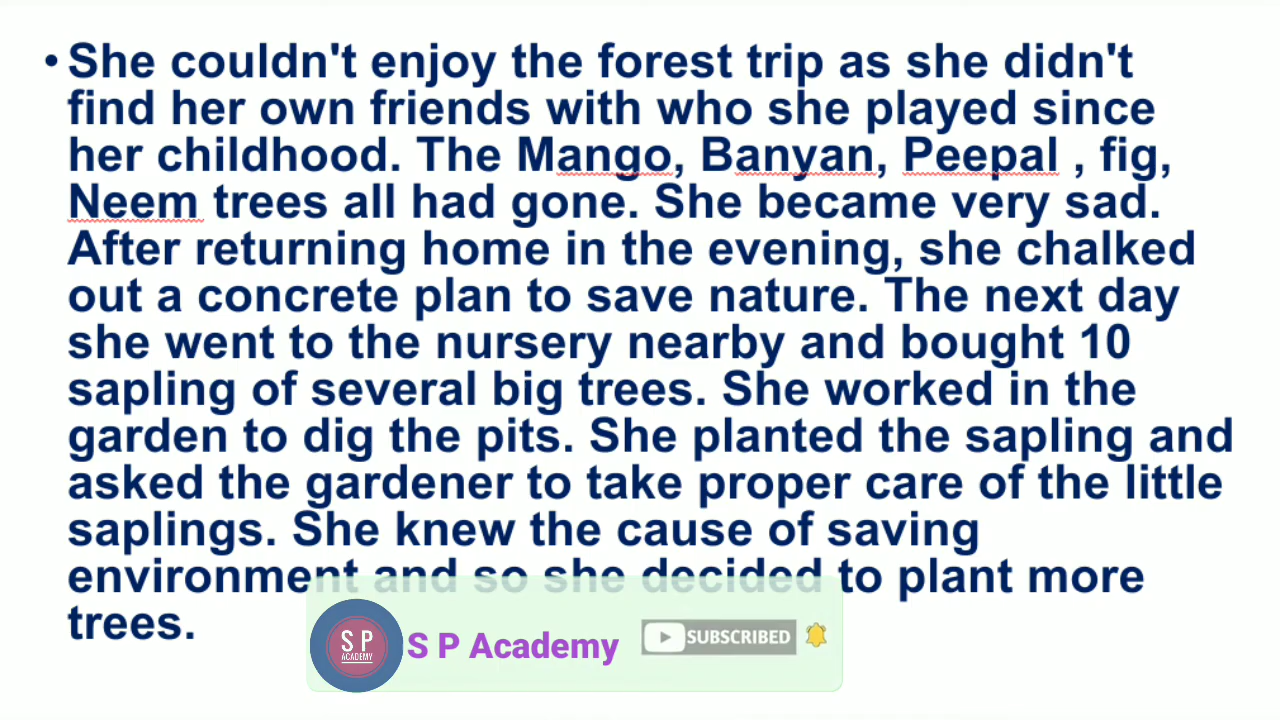 • She couldn't enjoy the forest trip as she didn't
find her own friends with who she played since
her childhood. The Mango, Banyan, Peepal , fig,
Neem trees all had gone. She became very sad.
After returning home in the evening, she chalked
out a concrete plan to save nature. The next day
she went to the nursery nearby and bought 10
sapling of several big trees. She worked in the
garden to dig the pits. She planted the sapling and
asked the gardener to take proper care of the little
saplings. She knew the cause of saving
environment and so she decided to plant more
trees.
S P
ACADEMY
S P Academy
SUBSCRIBED